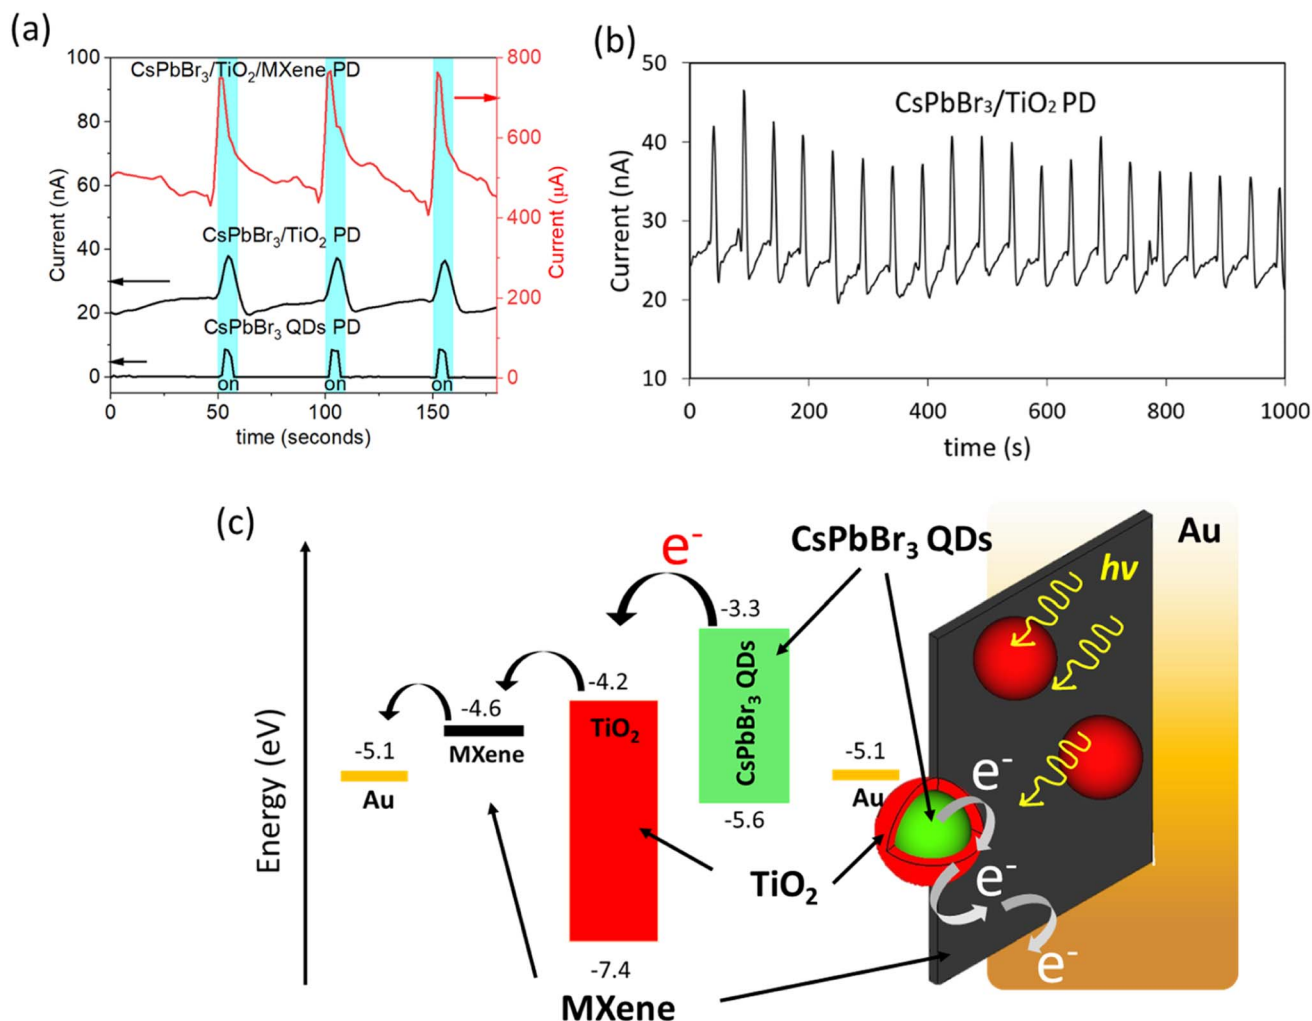 (a)
100
80
60
40
20
0
Current (nA)
CsPbBr₃/TiO₂/MXene PD
CsPbBr₃/TiO₂ PD
CsPbBr₃ QDs PD
on
on
on
0
50
100
150
time (seconds)
800
600
400
200
0
Current (μA)
(b)
50
40
30
20
10
Current (nA)
CsPbBr₃/TiO₂ PD
0
200
400
600
800
1000
time (s)
(c)
Energy (eV)
e⁻
CsPbBr₃ QDs
Au
hν
-3.3
-4.2
-4.6
-5.1
-5.1
TiO₂
CsPbBr₃ QDs
MXene
Au
Au
-5.6
e⁻
TiO₂
e⁻
e⁻
-7.4
MXene